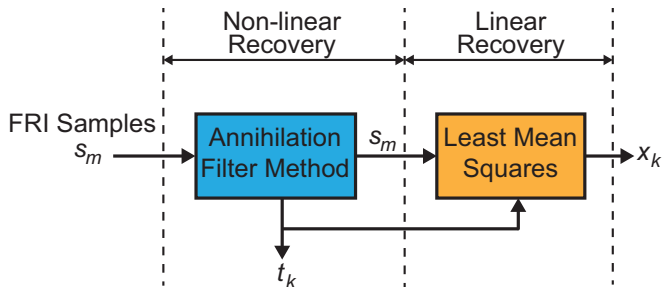 Non-linear
Recovery
Linear
Recovery
FRI Samples
s_m
Annihilation
Filter Method
s_m
Least Mean
Squares
x_k
t_k